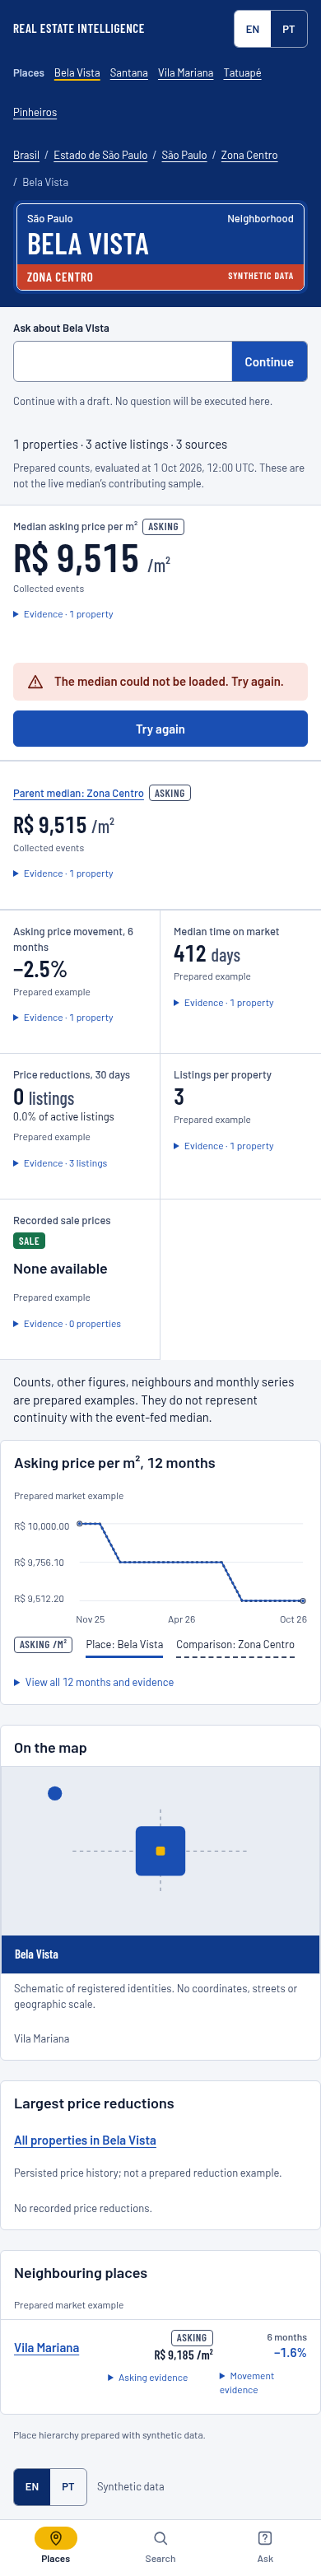 REAL ESTATE INTELLIGENCE
EN PT
Places Bela Vista Santana Vila Mariana Tatuapé
Pinheiros
Brasil / Estado de São Paulo / São Paulo / Zona Centro
/ Bela Vista
São Paulo Neighborhood
BELA VISTA
ZONA CENTRO SYNTHETIC DATA
Ask about Bela Vista
Continue
Continue with a draft. No question will be executed here.
1 properties · 3 active listings · 3 sources
Prepared counts, evaluated at 1 Oct 2026, 12:00 UTC. These are
not the live median's contributing sample.
Median asking price per m² ASKING
R$ 9,515 /m²
Collected events
Evidence · 1 property
The median could not be loaded. Try again.
Try again
Parent median: Zona Centro ASKING
R$ 9,515 /m²
Collected events
Evidence · 1 property
Asking price movement, 6
months
−2.5%
Prepared example
Evidence · 1 property
Median time on market
412 days
Prepared example
Evidence · 1 property
Price reductions, 30 days
0 listings
0.0% of active listings
Prepared example
Evidence · 3 listings
Listings per property
3
Prepared example
Evidence · 1 property
Recorded sale prices
SALE
None available
Prepared example
Evidence · 0 properties
Counts, other figures, neighbours and monthly series
are prepared examples. They do not represent
continuity with the event-fed median.
Asking price per m², 12 months
Prepared market example
R$ 10,000.00
R$ 9,756.10
R$ 9,512.20
Nov 25 Apr 26 Oct 26
ASKING /M² Place: Bela Vista Comparison: Zona Centro
View all 12 months and evidence
On the map
Bela Vista
Schematic of registered identities. No coordinates, streets or
geographic scale.
Vila Mariana
Largest price reductions
All properties in Bela Vista
Persisted price history; not a prepared reduction example.
No recorded price reductions.
Neighbouring places
Prepared market example
Vila Mariana
ASKING
R$ 9,185 /m²
Asking evidence
6 months
−1.6%
Movement
evidence
Place hierarchy prepared with synthetic data.
EN PT Synthetic data
Places Search Ask